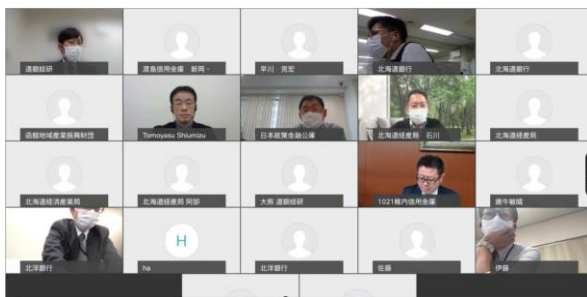 道銀総研
渡島信用金庫 新岡・
早川 克宏
北海道銀行
北海道銀行
函館地域産業振興財団
Tomoyasu Shiumizu
日本政策金融公庫
北海道経産局 石川
北海道経産局
北海道経済産業局
北海道経産局 阿部
大熊 道銀総研
1021稚内信用金庫
唐牛敏晴
北洋銀行
H
ha
北洋銀行
佐藤
伊藤